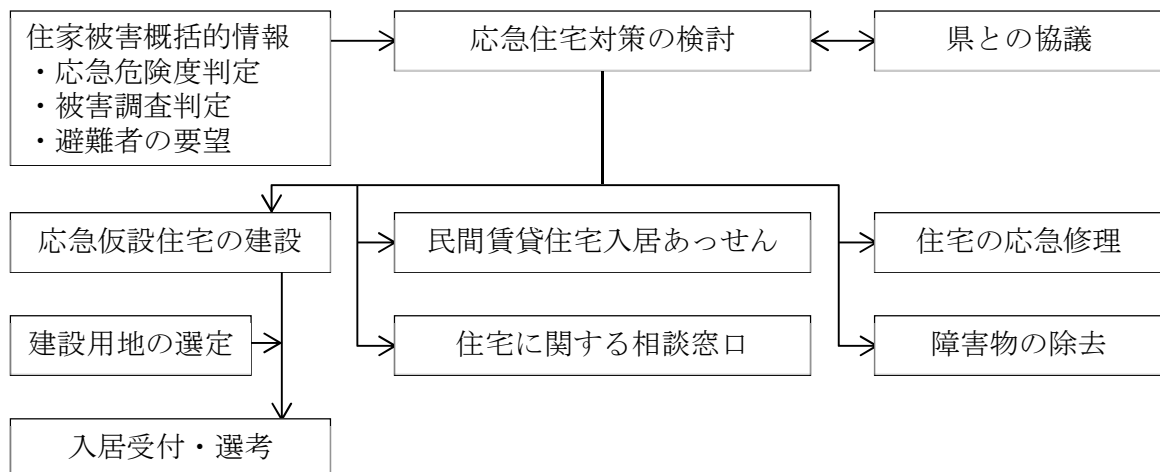 住家被害概括的情報
・応急危険度判定
・被害調査判定
・避難者の要望
応急住宅対策の検討
県との協議
応急仮設住宅の建設
民間賃貸住宅入居あっせん
住宅の応急修理
建設用地の選定
住宅に関する相談窓口
障害物の除去
入居受付・選考